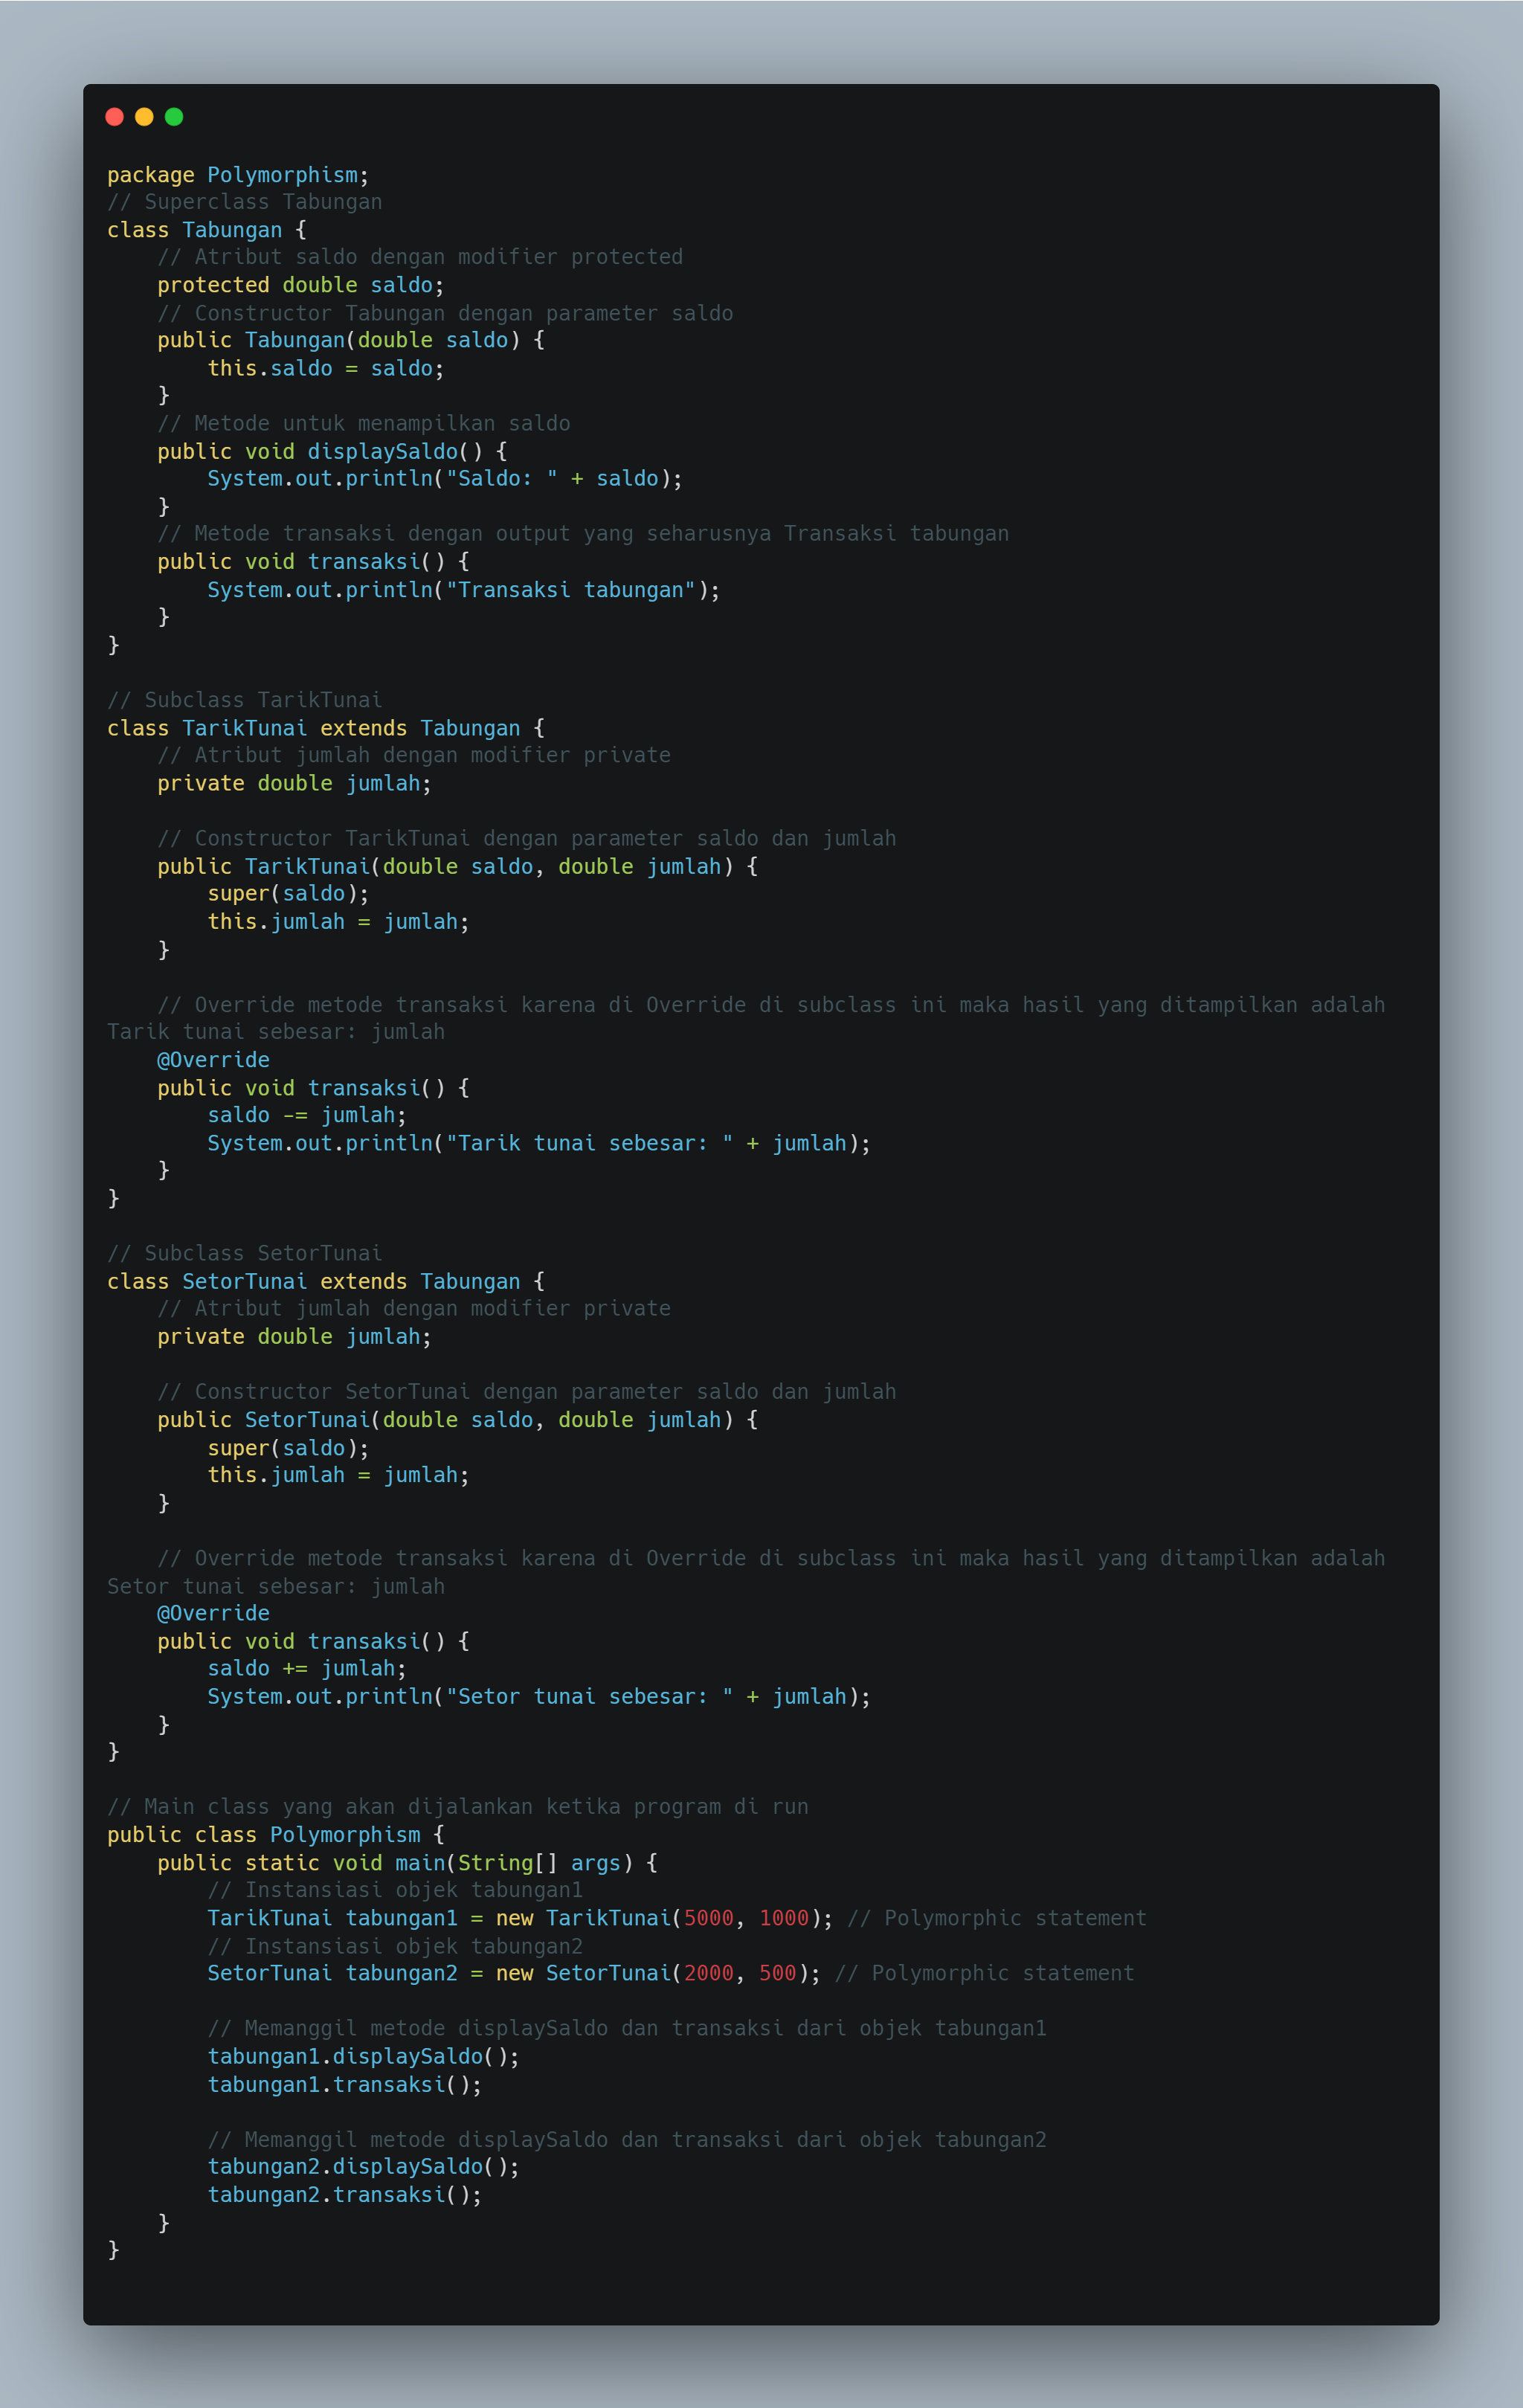 package Polymorphism;
// Superclass Tabungan
class Tabungan {
    // Atribut saldo dengan modifier protected
    protected double saldo;
    // Constructor Tabungan dengan parameter saldo
    public Tabungan(double saldo) {
        this.saldo = saldo;
    }
    // Metode untuk menampilkan saldo
    public void displaySaldo() {
        System.out.println("Saldo: " + saldo);
    }
    // Metode transaksi dengan output yang seharusnya Transaksi tabungan
    public void transaksi() {
        System.out.println("Transaksi tabungan");
    }
}

// Subclass TarikTunai
class TarikTunai extends Tabungan {
    // Atribut jumlah dengan modifier private
    private double jumlah;

    // Constructor TarikTunai dengan parameter saldo dan jumlah
    public TarikTunai(double saldo, double jumlah) {
        super(saldo);
        this.jumlah = jumlah;
    }

    // Override metode transaksi karena di Override di subclass ini maka hasil yang ditampilkan adalah
Tarik tunai sebesar: jumlah
    @Override
    public void transaksi() {
        saldo -= jumlah;
        System.out.println("Tarik tunai sebesar: " + jumlah);
    }
}

// Subclass SetorTunai
class SetorTunai extends Tabungan {
    // Atribut jumlah dengan modifier private
    private double jumlah;

    // Constructor SetorTunai dengan parameter saldo dan jumlah
    public SetorTunai(double saldo, double jumlah) {
        super(saldo);
        this.jumlah = jumlah;
    }

    // Override metode transaksi karena di Override di subclass ini maka hasil yang ditampilkan adalah
Setor tunai sebesar: jumlah
    @Override
    public void transaksi() {
        saldo += jumlah;
        System.out.println("Setor tunai sebesar: " + jumlah);
    }
}

// Main class yang akan dijalankan ketika program di run
public class Polymorphism {
    public static void main(String[] args) {
        // Instansiasi objek tabungan1
        TarikTunai tabungan1 = new TarikTunai(5000, 1000); // Polymorphic statement
        // Instansiasi objek tabungan2
        SetorTunai tabungan2 = new SetorTunai(2000, 500); // Polymorphic statement

        // Memanggil metode displaySaldo dan transaksi dari objek tabungan1
        tabungan1.displaySaldo();
        tabungan1.transaksi();

        // Memanggil metode displaySaldo dan transaksi dari objek tabungan2
        tabungan2.displaySaldo();
        tabungan2.transaksi();
    }
}